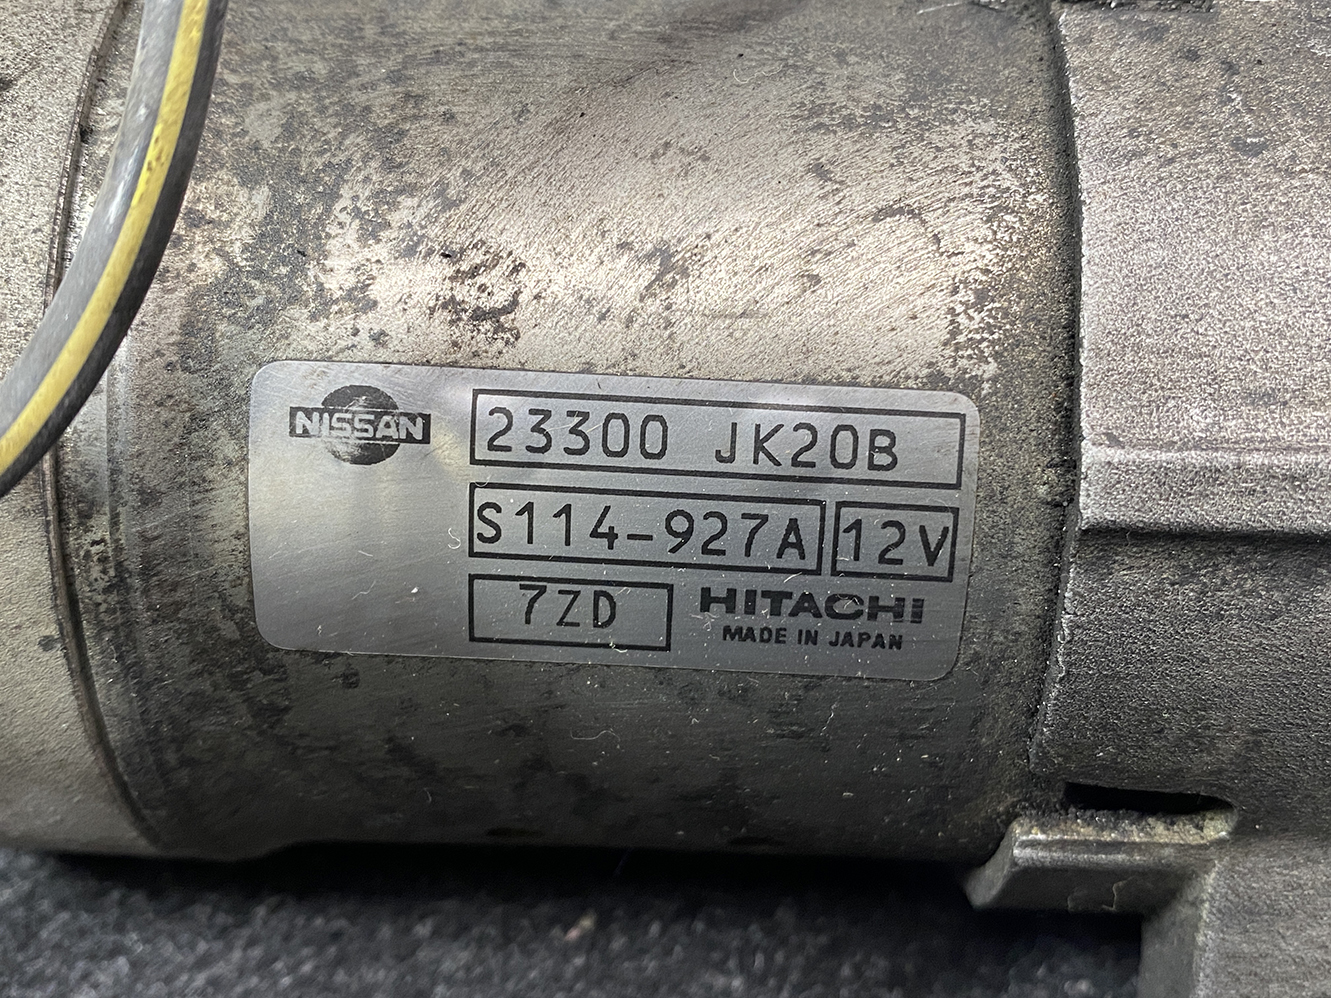 NISSAN 23300 JK20B
S114-927A 12V
7ZD HITACHI
MADE IN JAPAN